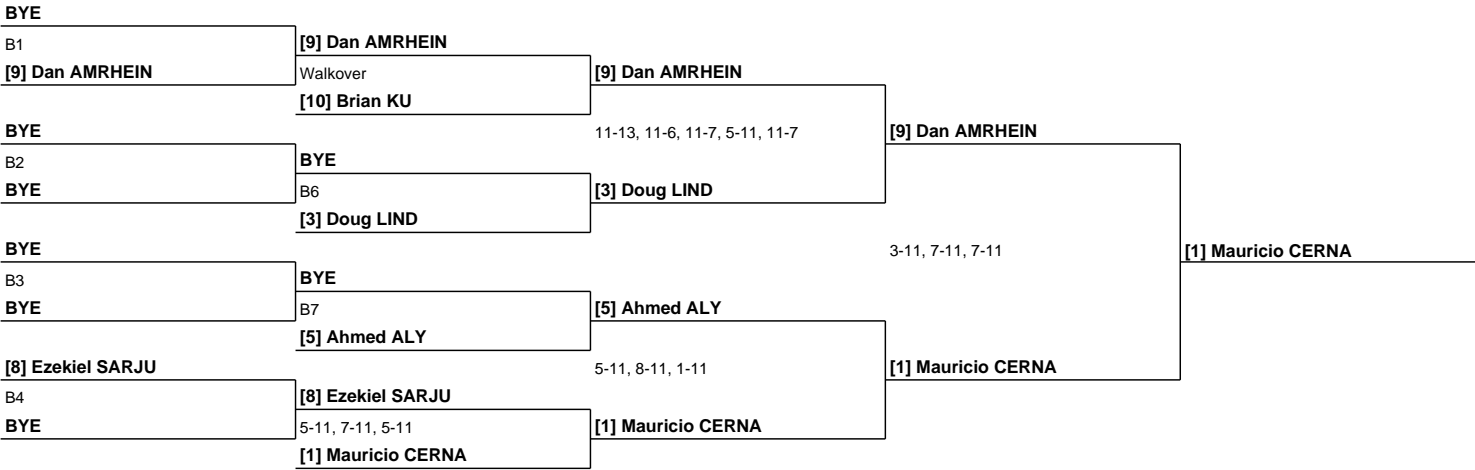 BYE
B1
[9] Dan AMRHEIN
[9] Dan AMRHEIN
Walkover
[9] Dan AMRHEIN
[10] Brian KU
BYE
11-13, 11-6, 11-7, 5-11, 11-7
[9] Dan AMRHEIN
B2
BYE
BYE
B6
[3] Doug LIND
[3] Doug LIND
BYE
3-11, 7-11, 7-11
[1] Mauricio CERNA
B3
BYE
BYE
B7
[5] Ahmed ALY
[5] Ahmed ALY
[8] Ezekiel SARJU
5-11, 8-11, 1-11
[1] Mauricio CERNA
B4
[8] Ezekiel SARJU
BYE
5-11, 7-11, 5-11
[1] Mauricio CERNA
[1] Mauricio CERNA